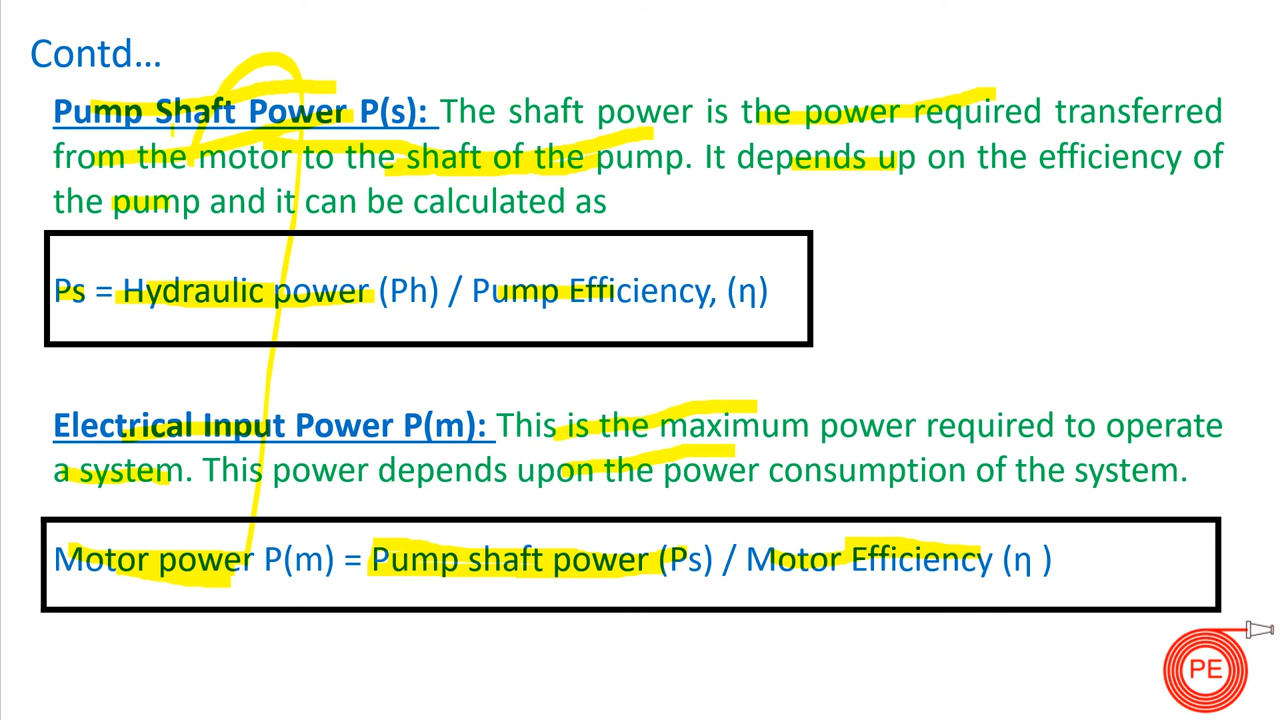 Contd...
Pump Shaft Power P(s): The shaft power is the power required transferred
from the motor to the shaft of the pump. It depends up on the efficiency of
the pump and it can be calculated as
Ps = Hydraulic power (Ph) / Pump Efficiency, (η)
Electrical Input Power P(m): This is the maximum power required to operate
a system. This power depends upon the power consumption of the system.
Motor power P(m) = Pump shaft power (Ps) / Motor Efficiency (η )
PE